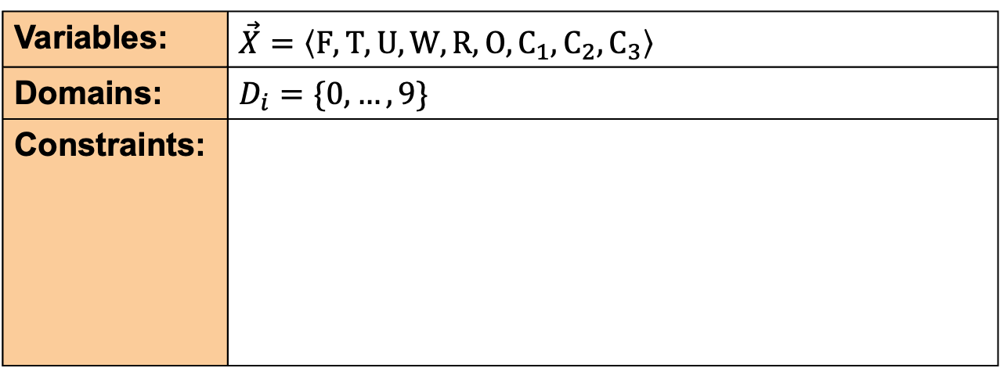 Variables: X⃗ = ⟨F, T, U, W, R, O, C₁, C₂, C₃⟩
Domains: Dᵢ = {0, … , 9}
Constraints: